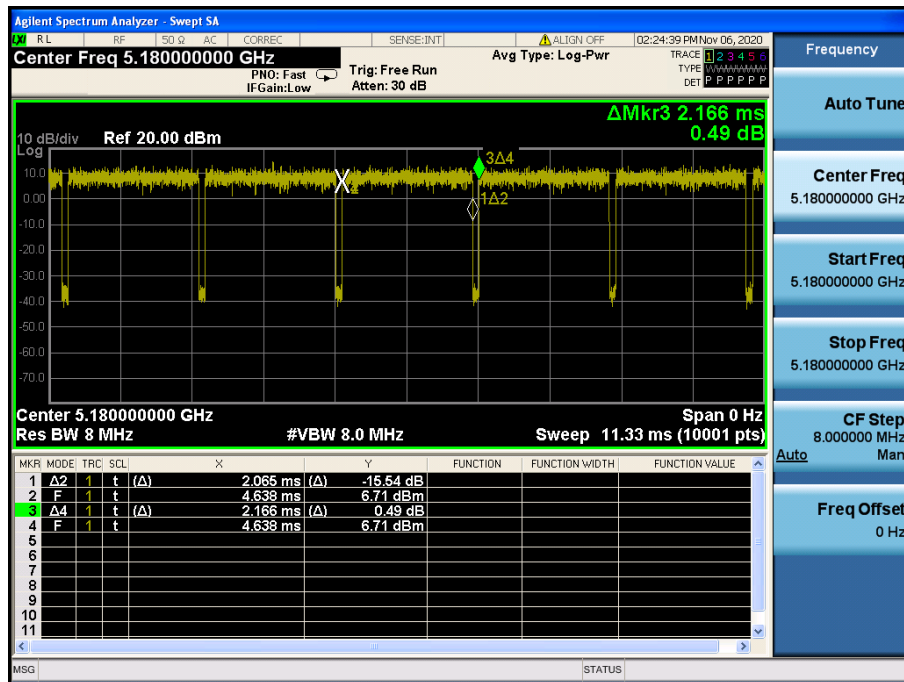 Agilent Spectrum Analyzer - Swept SA
LXI RL RF 50 Ω AC CORREC SENSE:INT ALIGN OFF 02:24:39 PM Nov 06, 2020
Center Freq 5.180000000 GHz
PNO: Fast
IFGain:Low
Trig: Free Run
Atten: 30 dB
Avg Type: Log-Pwr
TRACE 1 2 3 4 5 6
TYPE WWWWWW
DET P P P P P P
ΔMkr3 2.166 ms
0.49 dB
10 dB/div Ref 20.00 dBm
Log
10.0
0.00
-10.0
-20.0
-30.0
-40.0
-50.0
-60.0
-70.0
3Δ4
1Δ2
Center 5.180000000 GHz Span 0 Hz
Res BW 8 MHz #VBW 8.0 MHz Sweep 11.33 ms (10001 pts)
MKR MODE TRC SCL X Y FUNCTION FUNCTION WIDTH FUNCTION VALUE
1 Δ2 1 t (Δ) 2.065 ms (Δ) -15.54 dB
2 F 1 t 4.638 ms 6.71 dBm
3 Δ4 1 t (Δ) 2.166 ms (Δ) 0.49 dB
4 F 1 t 4.638 ms 6.71 dBm
5
6
7
8
9
10
11
MSG STATUS
Frequency
Auto Tune
Center Freq
5.180000000 GHz
Start Freq
5.180000000 GHz
Stop Freq
5.180000000 GHz
CF Step
8.000000 MHz
Auto Man
Freq Offset
0 Hz